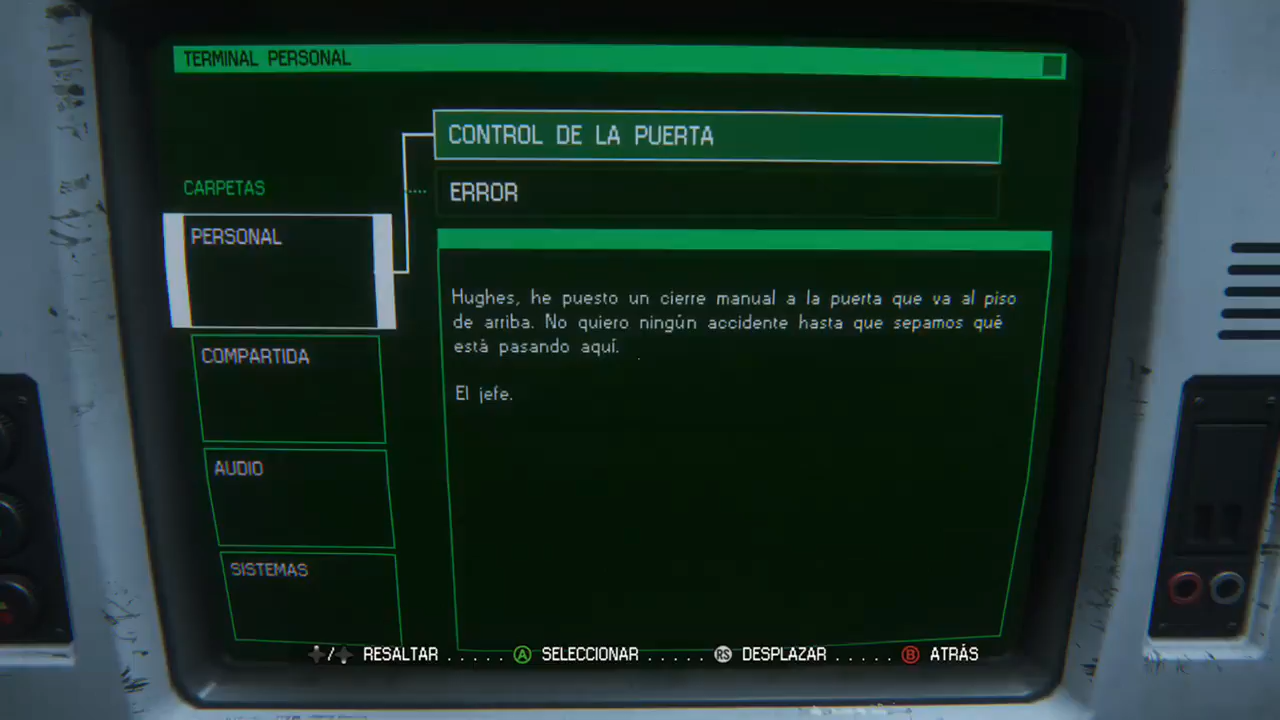 TERMINAL PERSONAL
CONTROL DE LA PUERTA
CARPETAS
ERROR
PERSONAL
Hughes, he puesto un cierre manual a la puerta que va al piso
de arriba. No quiero ningún accidente hasta que sepamos qué
está pasando aquí.
El jefe.
COMPARTIDA
AUDIO
SISTEMAS
/ RESALTAR ..... A SELECCIONAR ..... RS DESPLAZAR ..... B ATRÁS